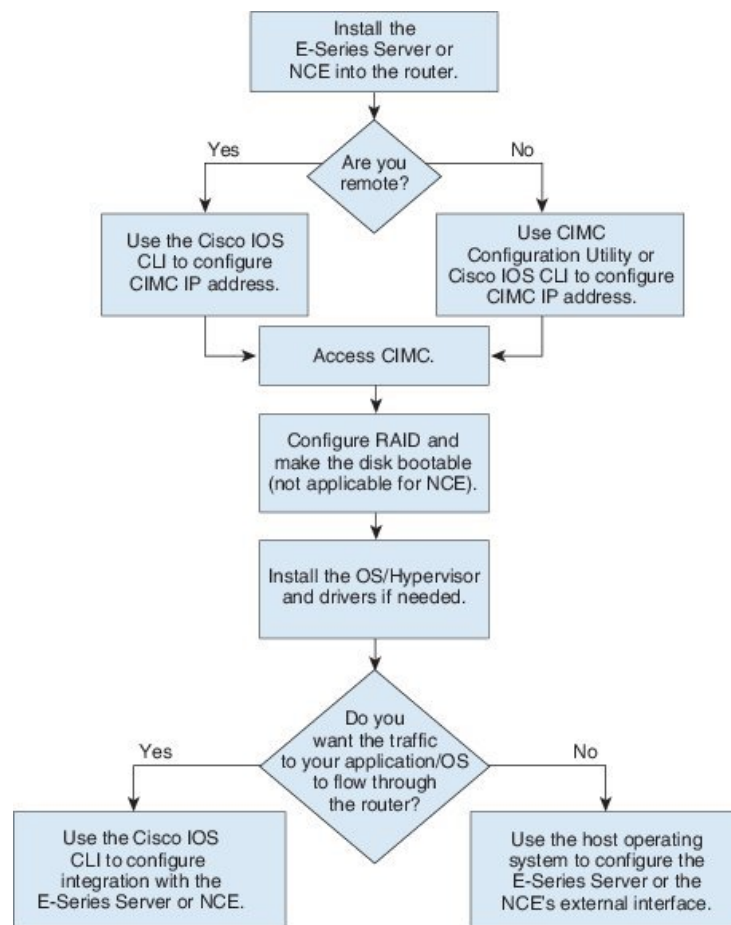 Install the
E-Series Server or
NCE into the router.
Yes
No
Are you
remote?
Use the Cisco IOS
CLI to configure
CIMC IP address.
Use CIMC
Configuration Utility or
Cisco IOS CLI to configure
CIMC IP address.
Access CIMC.
Configure RAID and
make the disk bootable
(not applicable for NCE).
Install the OS/Hypervisor
and drivers if needed.
Do you
want the traffic
to your application/OS
to flow through
the router?
Yes
No
Use the Cisco IOS
CLI to configure
integration with the
E-Series Server or NCE.
Use the host operating
system to configure the
E-Series Server or the
NCE's external interface.